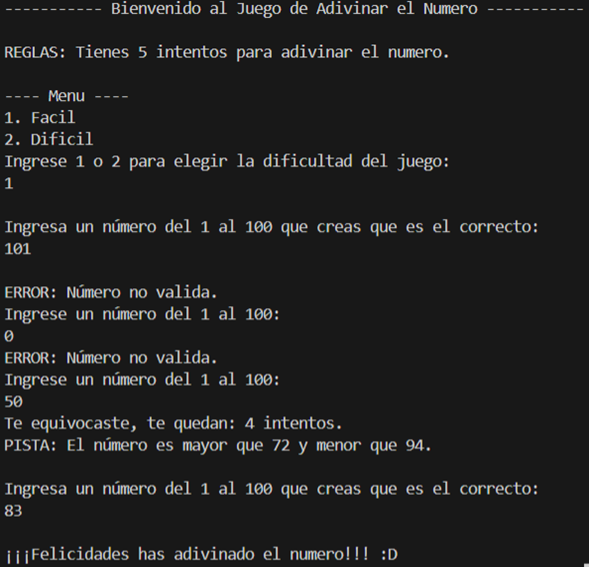 ----------- Bienvenido al Juego de Adivinar el Numero -----------
REGLAS: Tienes 5 intentos para adivinar el numero.
---- Menu ----
1. Facil
2. Dificil
Ingrese 1 o 2 para elegir la dificultad del juego:
1
Ingresa un número del 1 al 100 que creas que es el correcto:
101
ERROR: Número no valida.
Ingrese un número del 1 al 100:
0
ERROR: Número no valida.
Ingrese un número del 1 al 100:
50
Te equivocaste, te quedan: 4 intentos.
PISTA: El número es mayor que 72 y menor que 94.
Ingresa un número del 1 al 100 que creas que es el correcto:
83
¡¡¡Felicidades has adivinado el numero!!! :D